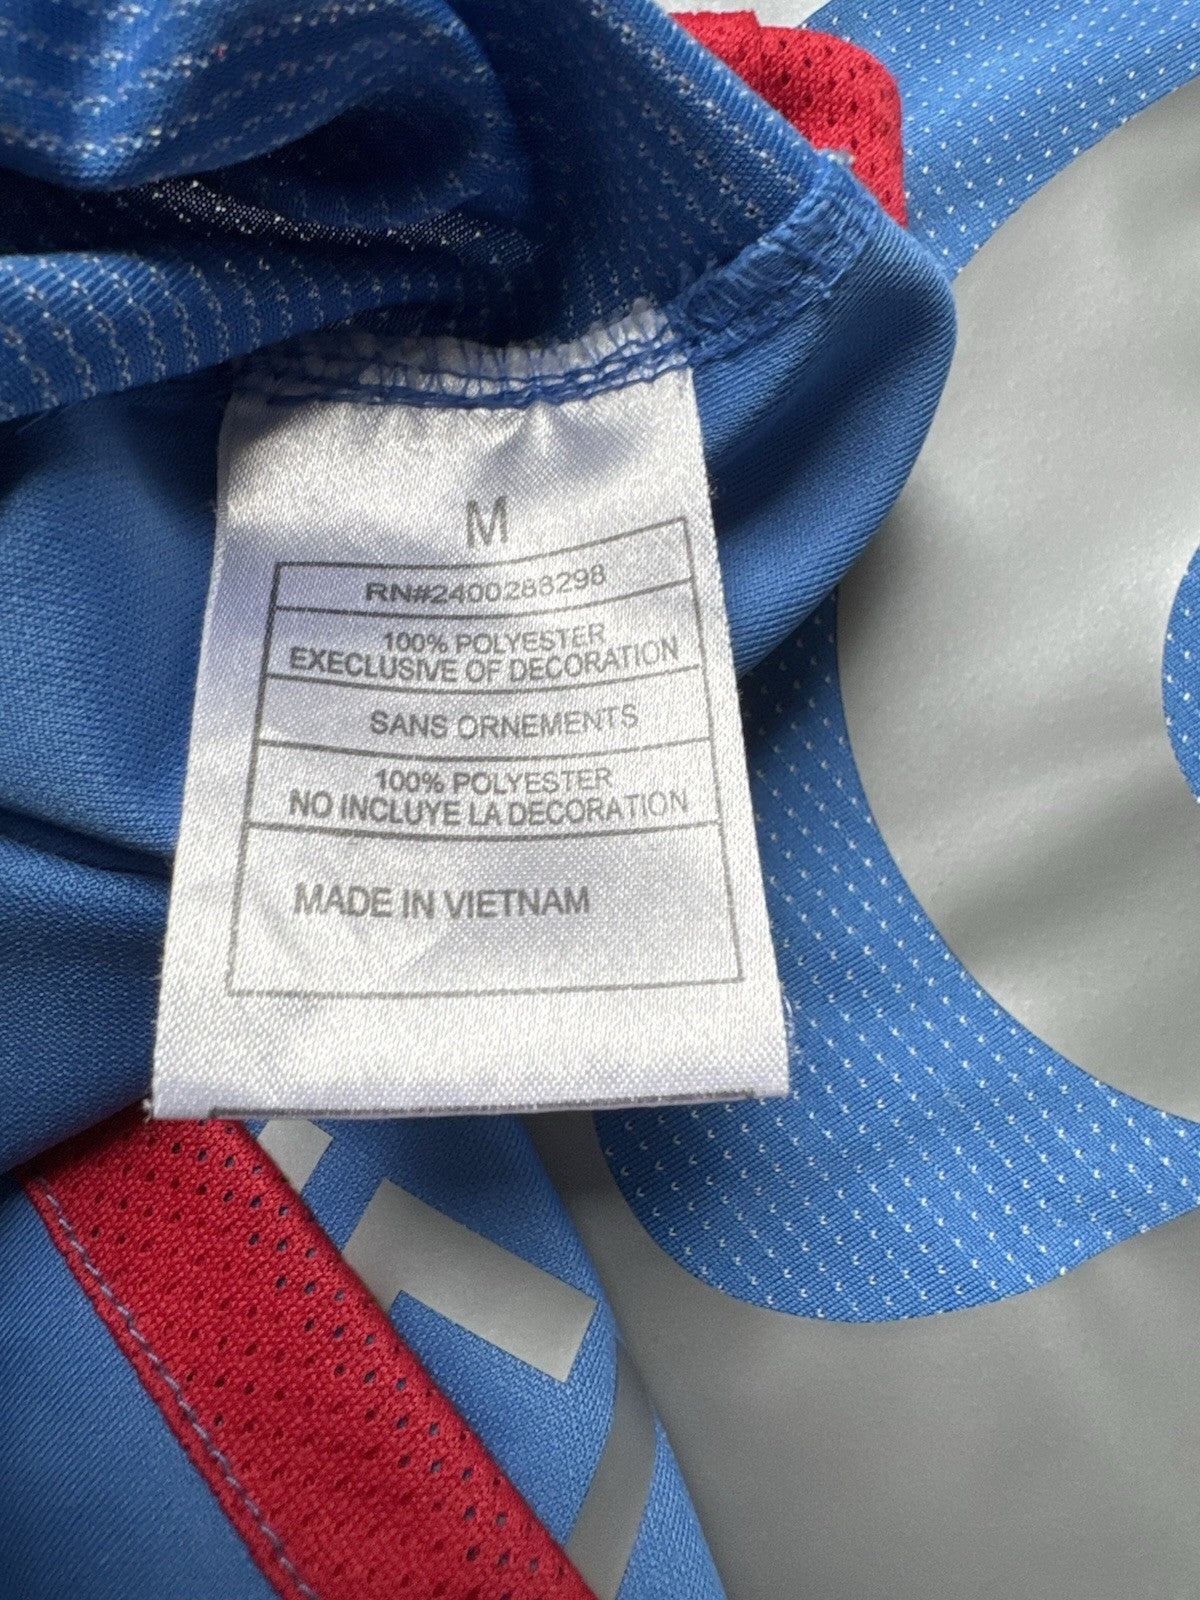 M
RN#2400288298
100% POLYESTER
EXECLUSIVE OF DECORATION
SANS ORNEMENTS
100% POLYESTER
NO INCLUYE LA DECORATION
MADE IN VIETNAM